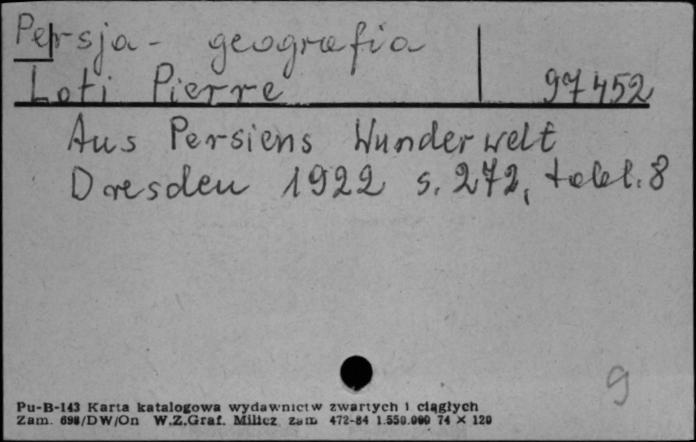 Persja - geografia
Loti Pierre 97452
Aus Persiens Wunderwelt
Dresden 1922 s. 272, tabl. 8
9
Pu-B-143 Karta katalogowa wydawnictw zwartych i ciągłych
Zam. 698/DW/On W.Z.Graf. Milicz zam 472-84 1.550.000 74 × 120